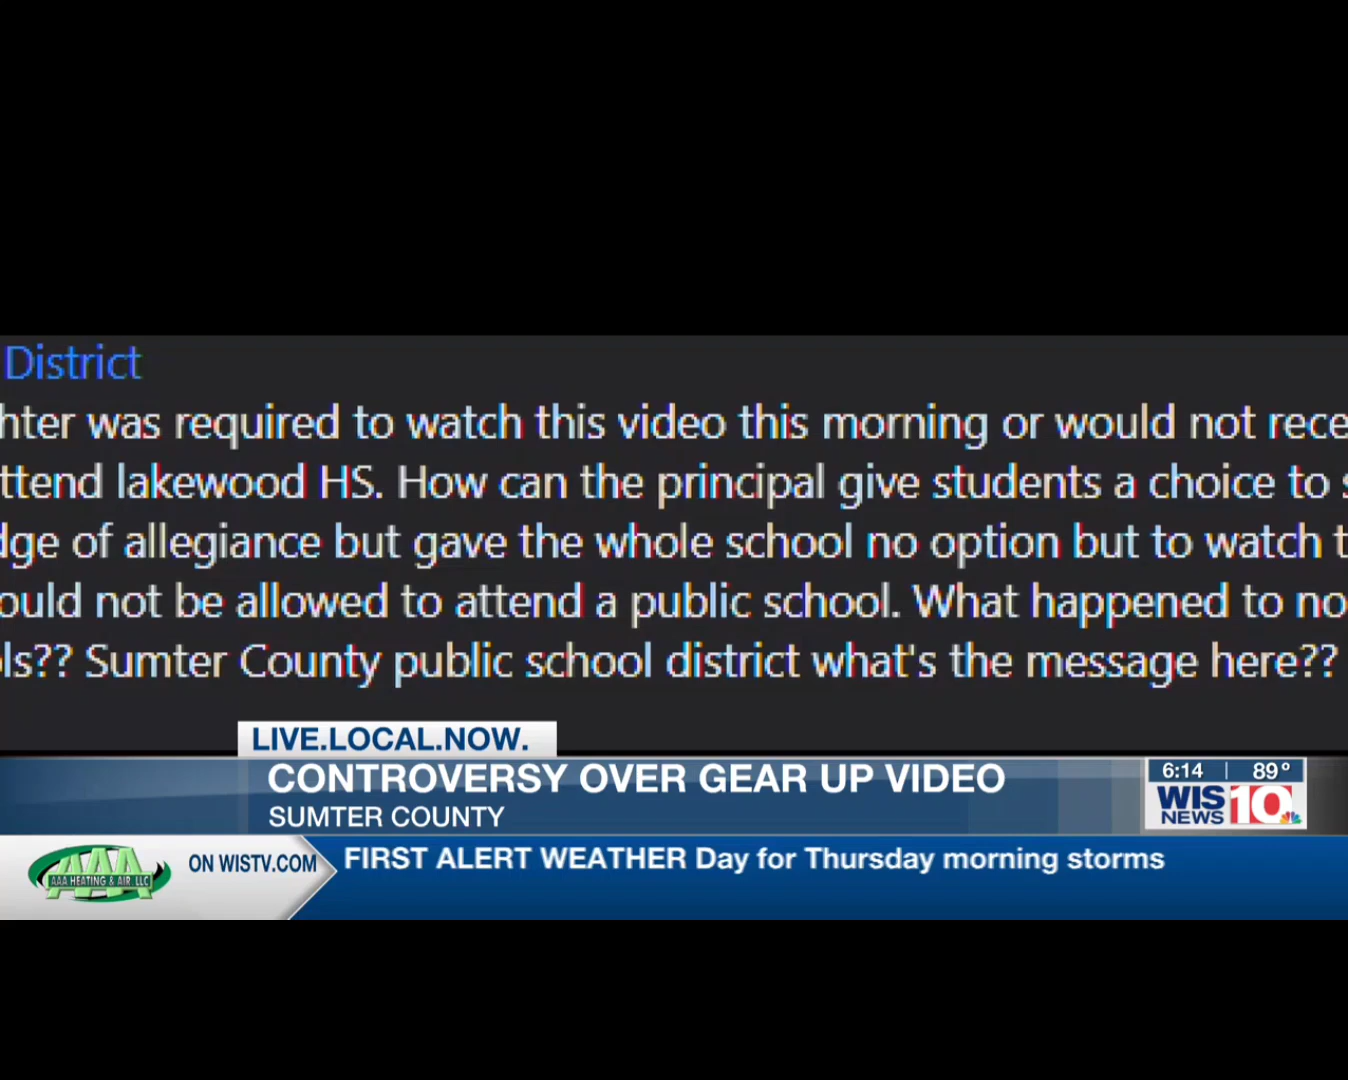 District
hter was required to watch this video this morning or would not rece
ttend lakewood HS. How can the principal give students a choice to s
dge of allegiance but gave the whole school no option but to watch t
ould not be allowed to attend a public school. What happened to no
ls?? Sumter County public school district what's the message here??
LIVE.LOCAL.NOW.
CONTROVERSY OVER GEAR UP VIDEO
SUMTER COUNTY
6:14 | 89°
WIS NEWS 10
AAA
AAA HEATING & AIR, LLC
ON WISTV.COM
FIRST ALERT WEATHER Day for Thursday morning storms